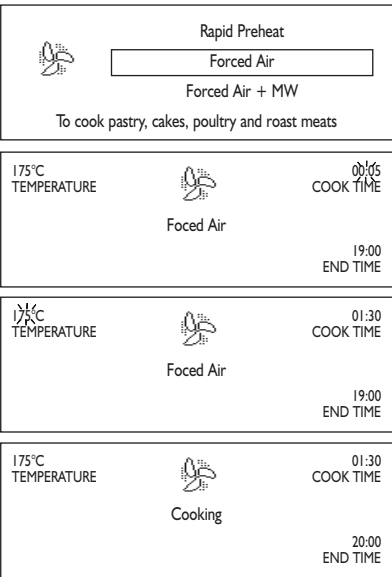 Rapid Preheat
Forced Air
Forced Air + MW
To cook pastry, cakes, poultry and roast meats
175°C
TEMPERATURE
00:05
COOK TIME
Foced Air
19:00
END TIME
175°C
TEMPERATURE
01:30
COOK TIME
Foced Air
19:00
END TIME
175°C
TEMPERATURE
01:30
COOK TIME
Cooking
20:00
END TIME